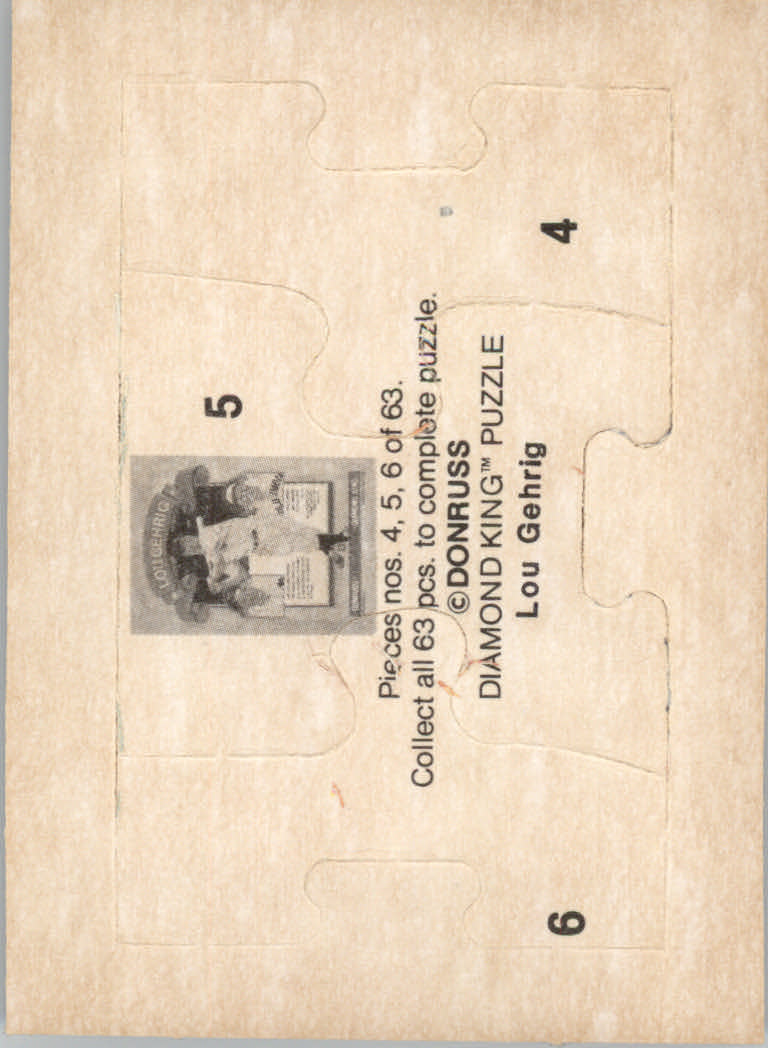 LOU GEHRIG
Pieces nos. 4, 5, 6 of 63.
Collect all 63 pcs. to complete puzzle.
©DONRUSS
DIAMOND KING™ PUZZLE
Lou Gehrig
6
5
4